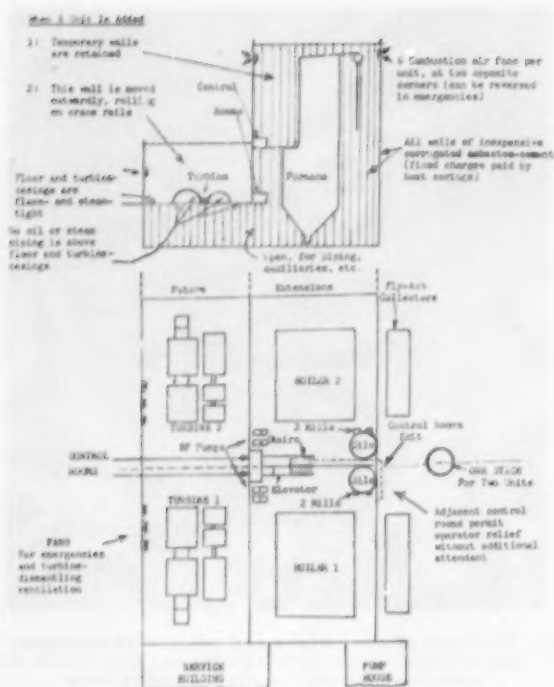 When A Unit Is Added
1: Temporary walls
are retained
2: This wall is moved
outwardly, rolling
on crane rails
Control
Rooms
6 Combustion air fans per
unit, at two opposite
corners (can be reversed
in emergencies)
All walls of inexpensive
corrugated asbestos-cement
(fixed charges paid by
heat savings)
Turbine
Furnace
Floor and turbine-
casings are
flame- and steam-
tight
No oil or steam
piping is above
floor and turbine-
casings
Open, for piping,
auxiliaries, etc.
Future
Extensions
Fly-Ash
Collectors
TURBINE 2
BOILER 2
BF Pumps
Stairs
2 Mills
Silo
Control Rooms
Exit
CONTROL
ROOMS
ONE STACK
For Two Units
Elevator
2 Mills
Silo
TURBINE 1
BOILER 1
Adjacent control
rooms permit
operator relief
without additional
attendant
FANS
For emergencies
and turbine-
dismantling
ventilation
SERVICE
BUILDING
PUMP
HOUSE